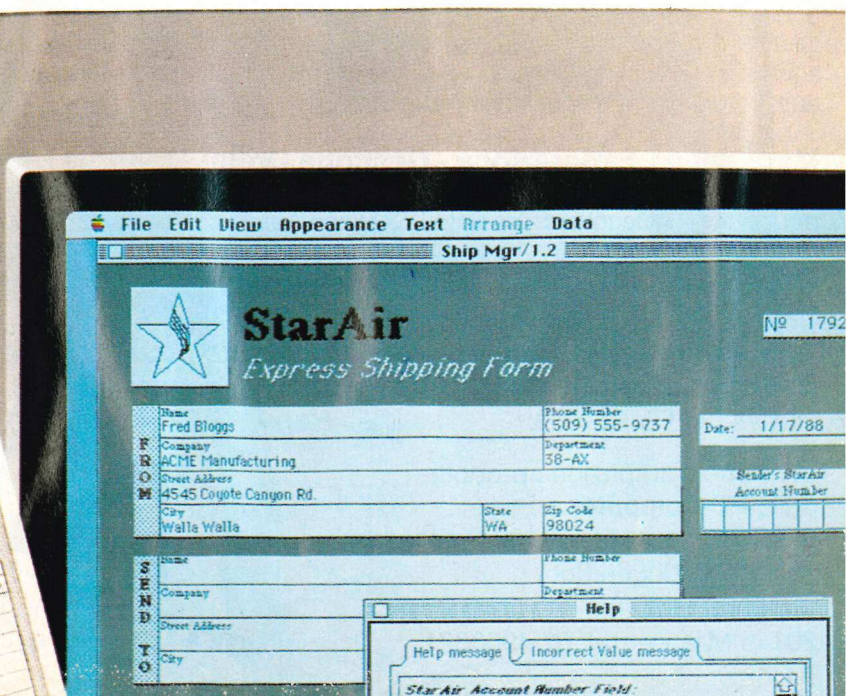 File Edit View Appearance Text Arrange Data
Ship Mgr/1.2
StarAir
Express Shipping Form
Nº 1792
FROM
Name
Fred Bloggs
Phone Number
(509) 555-9737
Company
ACME Manufacturing
Department
38-AX
Street Address
4545 Coyote Canyon Rd.
City
Walla Walla
State
WA
Zip Code
98024
Date: 1/17/88
Sender's StarAir
Account Number
SEND TO
Name
Phone Number
Company
Department
Street Address
City
Help
Help message
Incorrect Value message
StarAir Account Number Field: